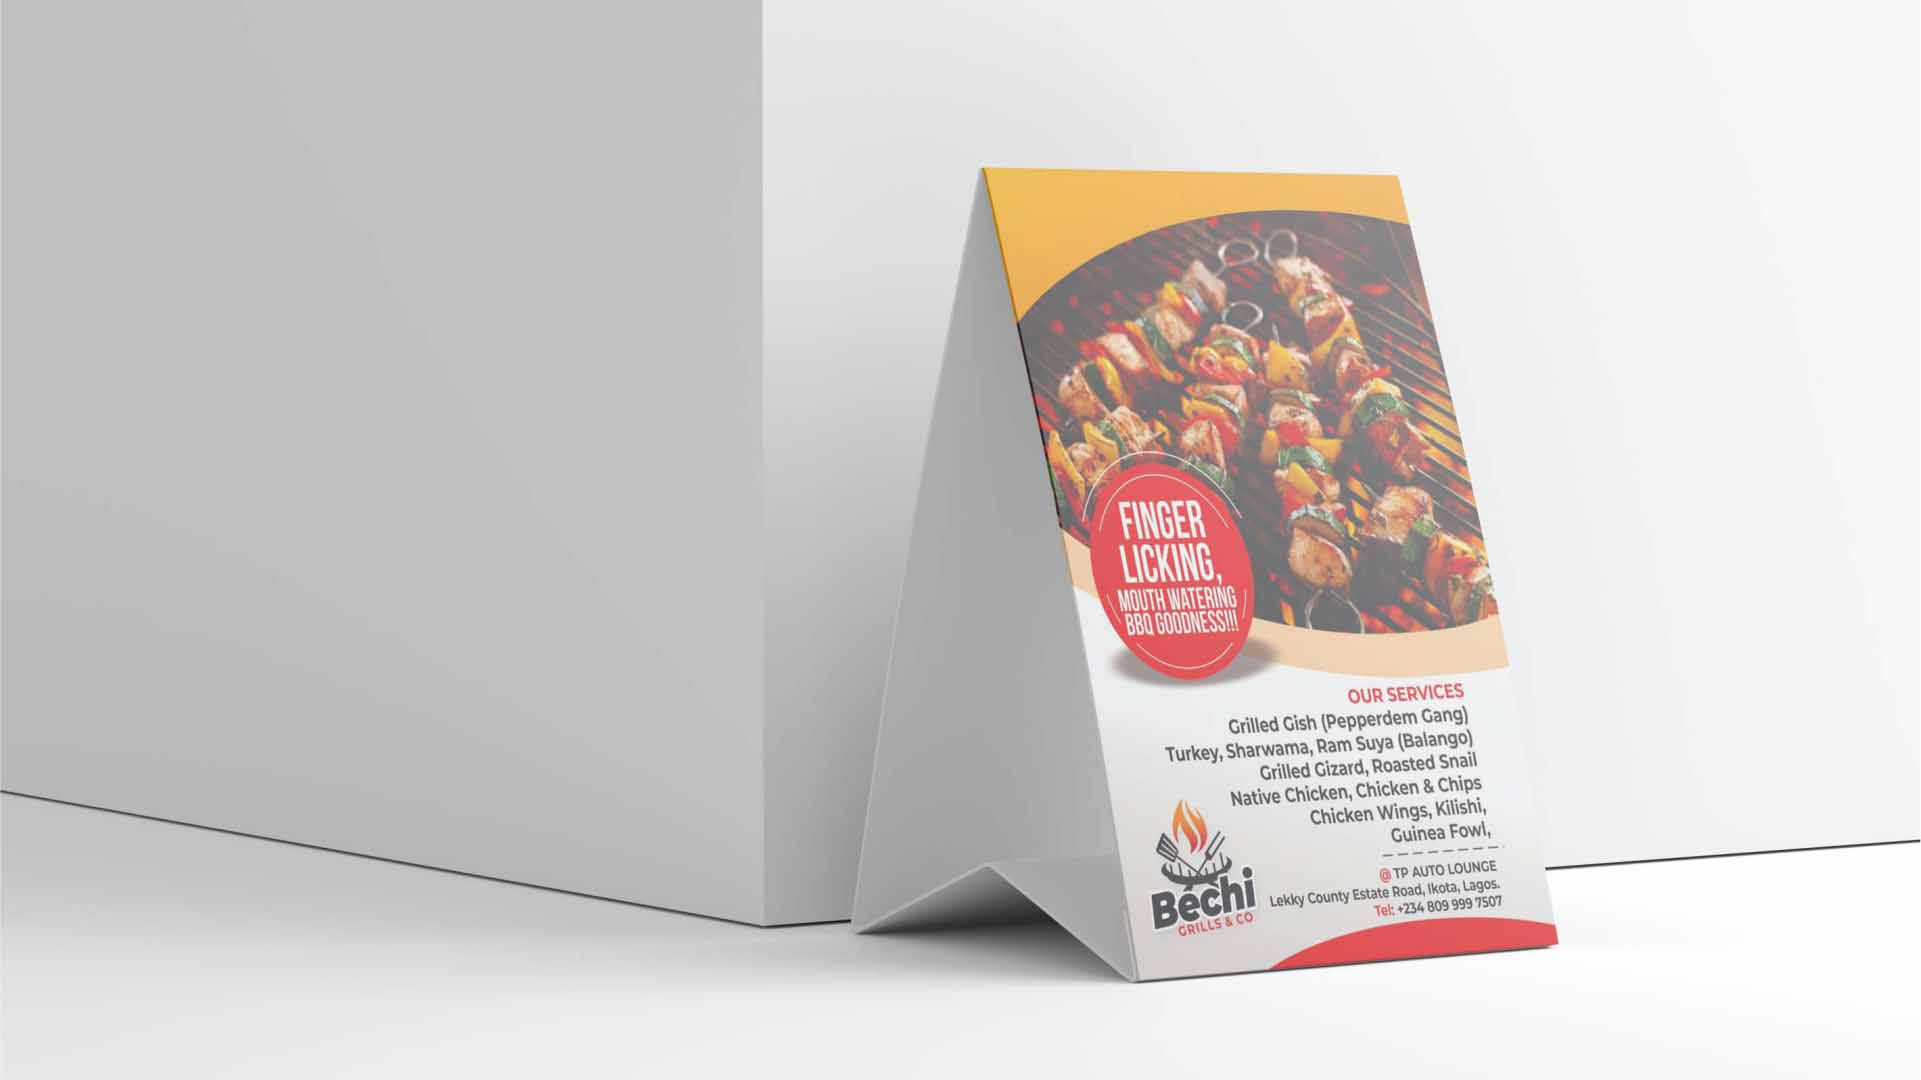 FINGER
LICKING,
MOUTH WATERING
BBQ GOODNESS!!!
OUR SERVICES
Grilled Gish (Pepperdem Gang)
Turkey, Sharwama, Ram Suya (Balango)
Grilled Gizard, Roasted Snail
Native Chicken, Chicken & Chips
Chicken Wings, Kilishi,
Guinea Fowl,
@ TP AUTO LOUNGE
Lekky County Estate Road, Ikota, Lagos.
Tel: +234 809 999 7507
Bechi
GRILLS & CO